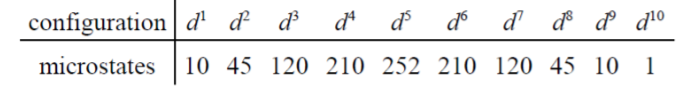 configuration d¹ d² d³ d⁴ d⁵ d⁶ d⁷ d⁸ d⁹ d¹⁰
microstates 10 45 120 210 252 210 120 45 10 1